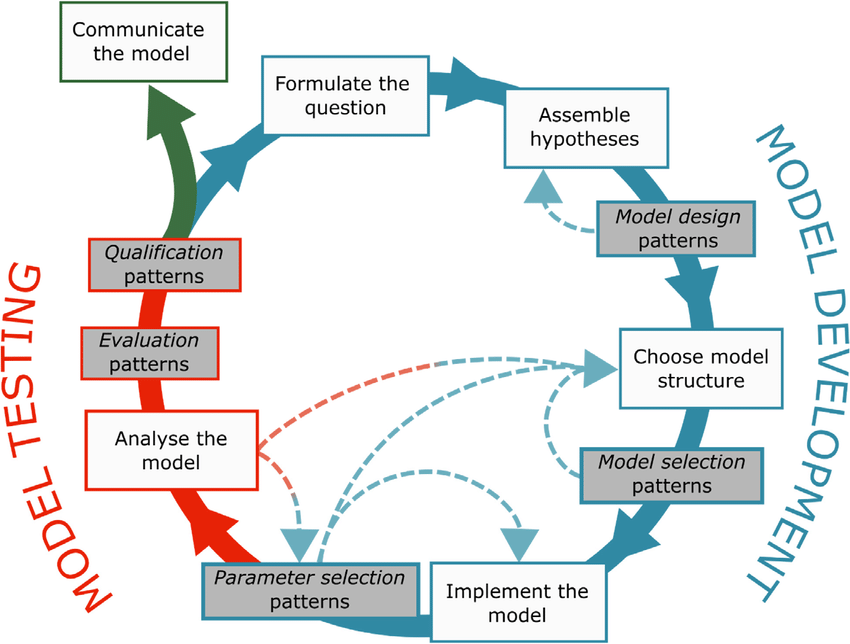 Communicate
the model
Formulate the
question
Assemble
hypotheses
Model design
patterns
Choose model
structure
Model selection
patterns
Implement the
model
Parameter selection
patterns
Analyse the
model
Evaluation
patterns
Qualification
patterns
MODEL TESTING
MODEL DEVELOPMENT